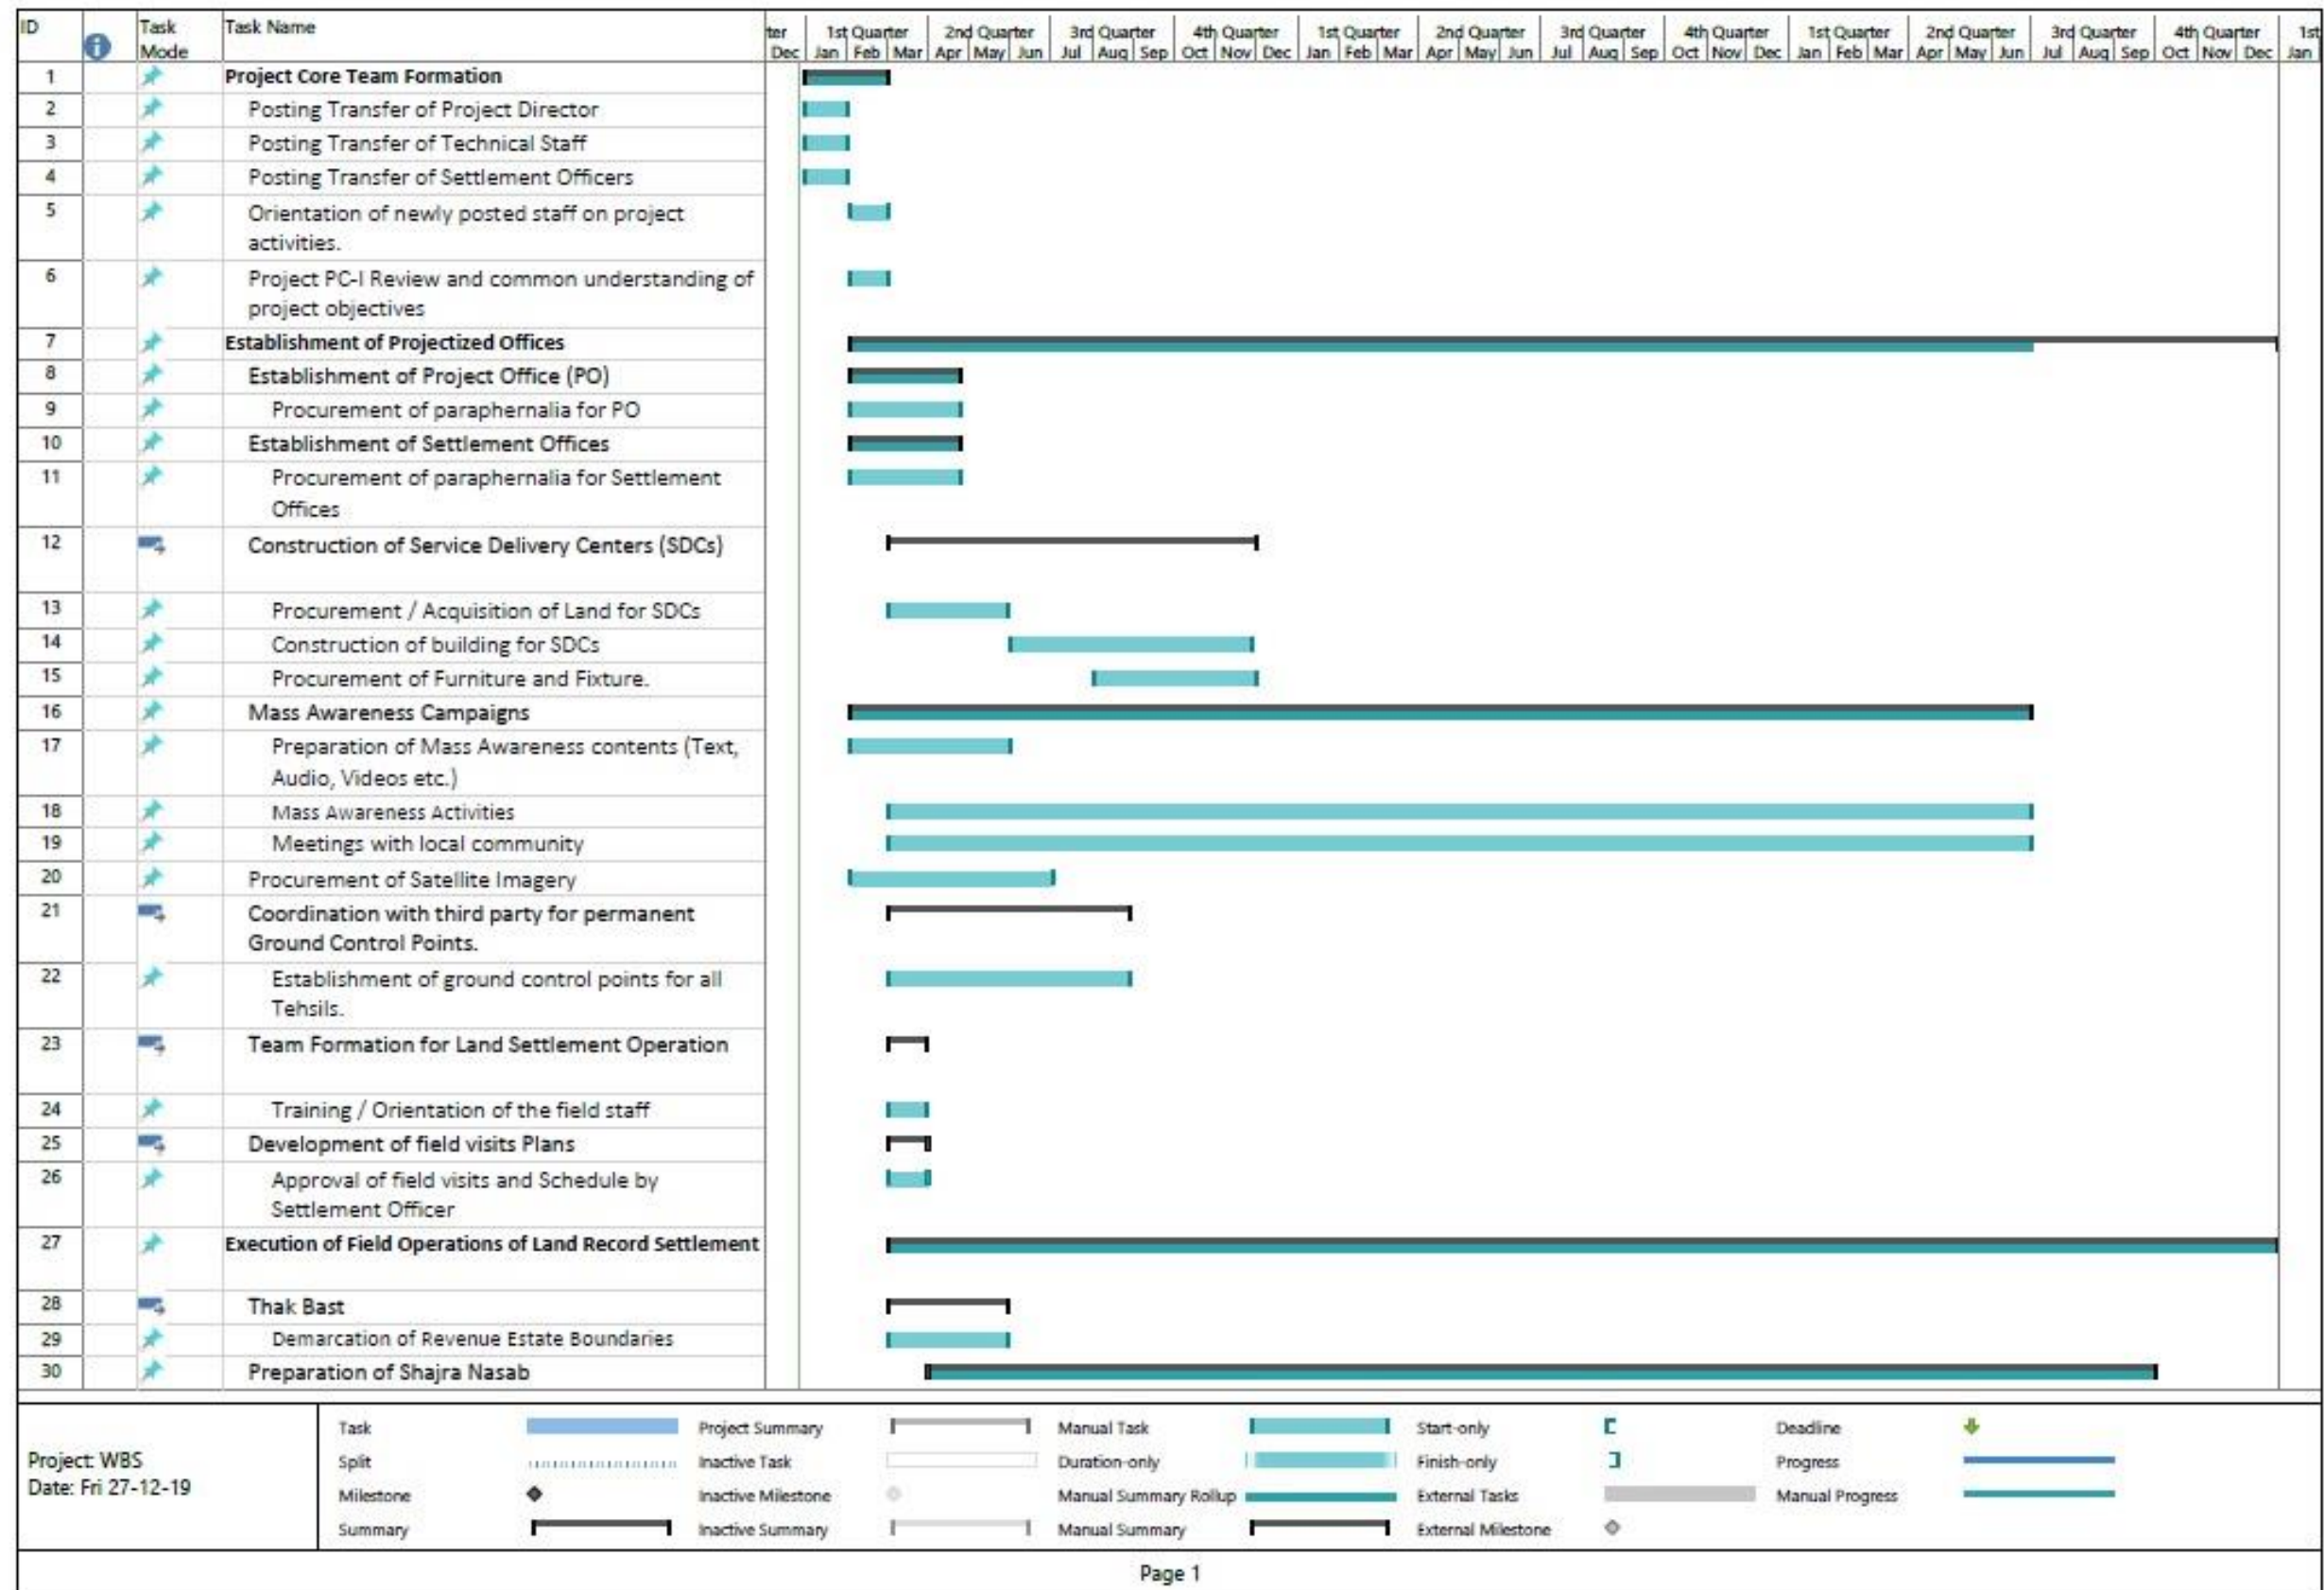 ID Task Mode Task Name
ter 1st Quarter 2nd Quarter 3rd Quarter 4th Quarter 1st Quarter 2nd Quarter 3rd Quarter 4th Quarter 1st Quarter 2nd Quarter 3rd Quarter 4th Quarter 1st
Dec Jan Feb Mar Apr May Jun Jul Aug Sep Oct Nov Dec Jan Feb Mar Apr May Jun Jul Aug Sep Oct Nov Dec Jan Feb Mar Apr May Jun Jul Aug Sep Oct Nov Dec Jan
1 Project Core Team Formation
2 Posting Transfer of Project Director
3 Posting Transfer of Technical Staff
4 Posting Transfer of Settlement Officers
5 Orientation of newly posted staff on project
activities.
6 Project PC-I Review and common understanding of
project objectives
7 Establishment of Projectized Offices
8 Establishment of Project Office (PO)
9 Procurement of paraphernalia for PO
10 Establishment of Settlement Offices
11 Procurement of paraphernalia for Settlement
Offices
12 Construction of Service Delivery Centers (SDCs)
13 Procurement / Acquisition of Land for SDCs
14 Construction of building for SDCs
15 Procurement of Furniture and Fixture.
16 Mass Awareness Campaigns
17 Preparation of Mass Awareness contents (Text,
Audio, Videos etc.)
18 Mass Awareness Activities
19 Meetings with local community
20 Procurement of Satellite Imagery
21 Coordination with third party for permanent
Ground Control Points.
22 Establishment of ground control points for all
Tehsils.
23 Team Formation for Land Settlement Operation
24 Training / Orientation of the field staff
25 Development of field visits Plans
26 Approval of field visits and Schedule by
Settlement Officer
27 Execution of Field Operations of Land Record Settlement
28 Thak Bast
29 Demarcation of Revenue Estate Boundaries
30 Preparation of Shajra Nasab
Project: WBS
Date: Fri 27-12-19
Task Project Summary Manual Task Start-only Deadline
Split Inactive Task Duration-only Finish-only Progress
Milestone Inactive Milestone Manual Summary Rollup External Tasks Manual Progress
Summary Inactive Summary Manual Summary External Milestone
Page 1